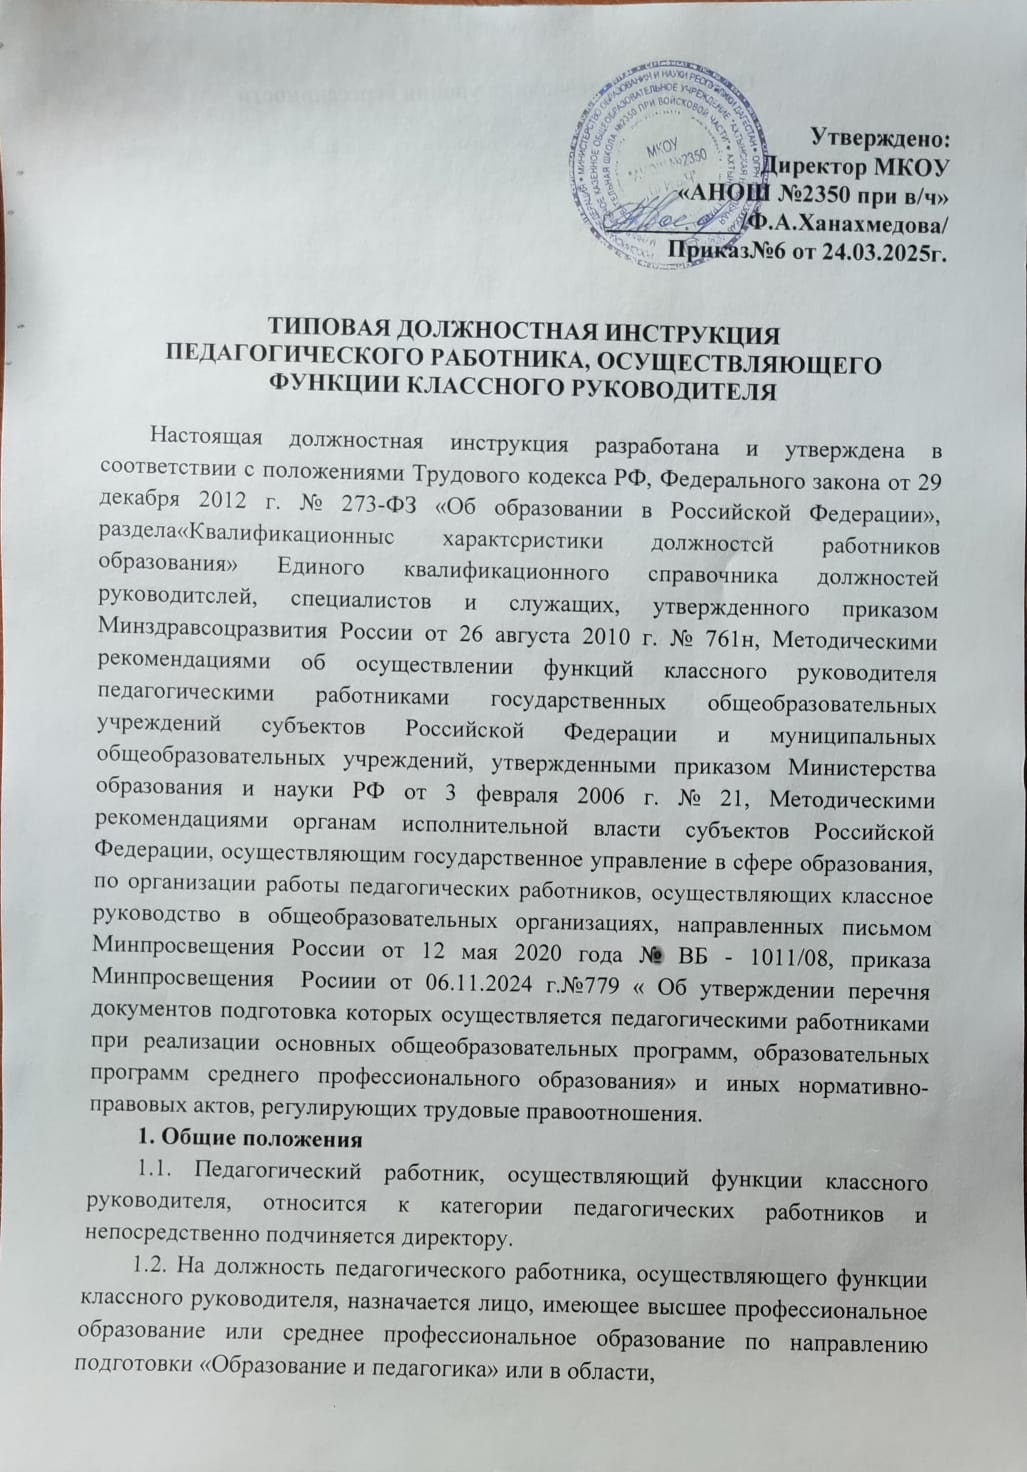 МКОУ
Утверждено:
Директор МКОУ
«АНОШ №2350 при в/ч»
/Ф.А.Ханахмедова/
Приказ№6 от 24.03.2025г.
ТИПОВАЯ ДОЛЖНОСТНАЯ ИНСТРУКЦИЯ
ПЕДАГОГИЧЕСКОГО РАБОТНИКА, ОСУЩЕСТВЛЯЮЩЕГО
ФУНКЦИИ КЛАССНОГО РУКОВОДИТЕЛЯ
Настоящая должностная инструкция разработана и утверждена в
соответствии с положениями Трудового кодекса РФ, Федерального закона от 29
декабря 2012 г. № 273-ФЗ «Об образовании в Российской Федерации»,
раздела«Квалификационныс характсристики должностсй работников
образования» Единого квалификационного справочника должностей
руководитслей, специалистов и служащих, утвержденного приказом
Минздравсоцразвития России от 26 августа 2010 г. № 761н, Методическими
рекомендациями об осуществлении функций классного руководителя
педагогическими работниками государственных общеобразовательных
учреждений субъектов Российской Федерации и муниципальных
общеобразовательных учреждений, утвержденными приказом Министерства
образования и науки РФ от 3 февраля 2006 г. № 21, Методическими
рекомендациями органам исполнительной власти субъектов Российской
Федерации, осуществляющим государственное управление в сфере образования,
по организации работы педагогических работников, осуществляющих классное
руководство в общеобразовательных организациях, направленных письмом
Минпросвещения России от 12 мая 2020 года № ВБ - 1011/08, приказа
Минпросвещения Росиии от 06.11.2024 г.№779 « Об утверждении перечня
документов подготовка которых осуществляется педагогическими работниками
при реализации основных общеобразовательных программ, образовательных
программ среднего профессионального образования» и иных нормативно-
правовых актов, регулирующих трудовые правоотношения.
1. Общие положения
1.1. Педагогический работник, осуществляющий функции классного
руководителя, относится к категории педагогических работников и
непосредственно подчиняется директору.
1.2. На должность педагогического работника, осуществляющего функции
классного руководителя, назначается лицо, имеющее высшее профессиональное
образование или среднее профессиональное образование по направлению
подготовки «Образование и педагогика» или в области,